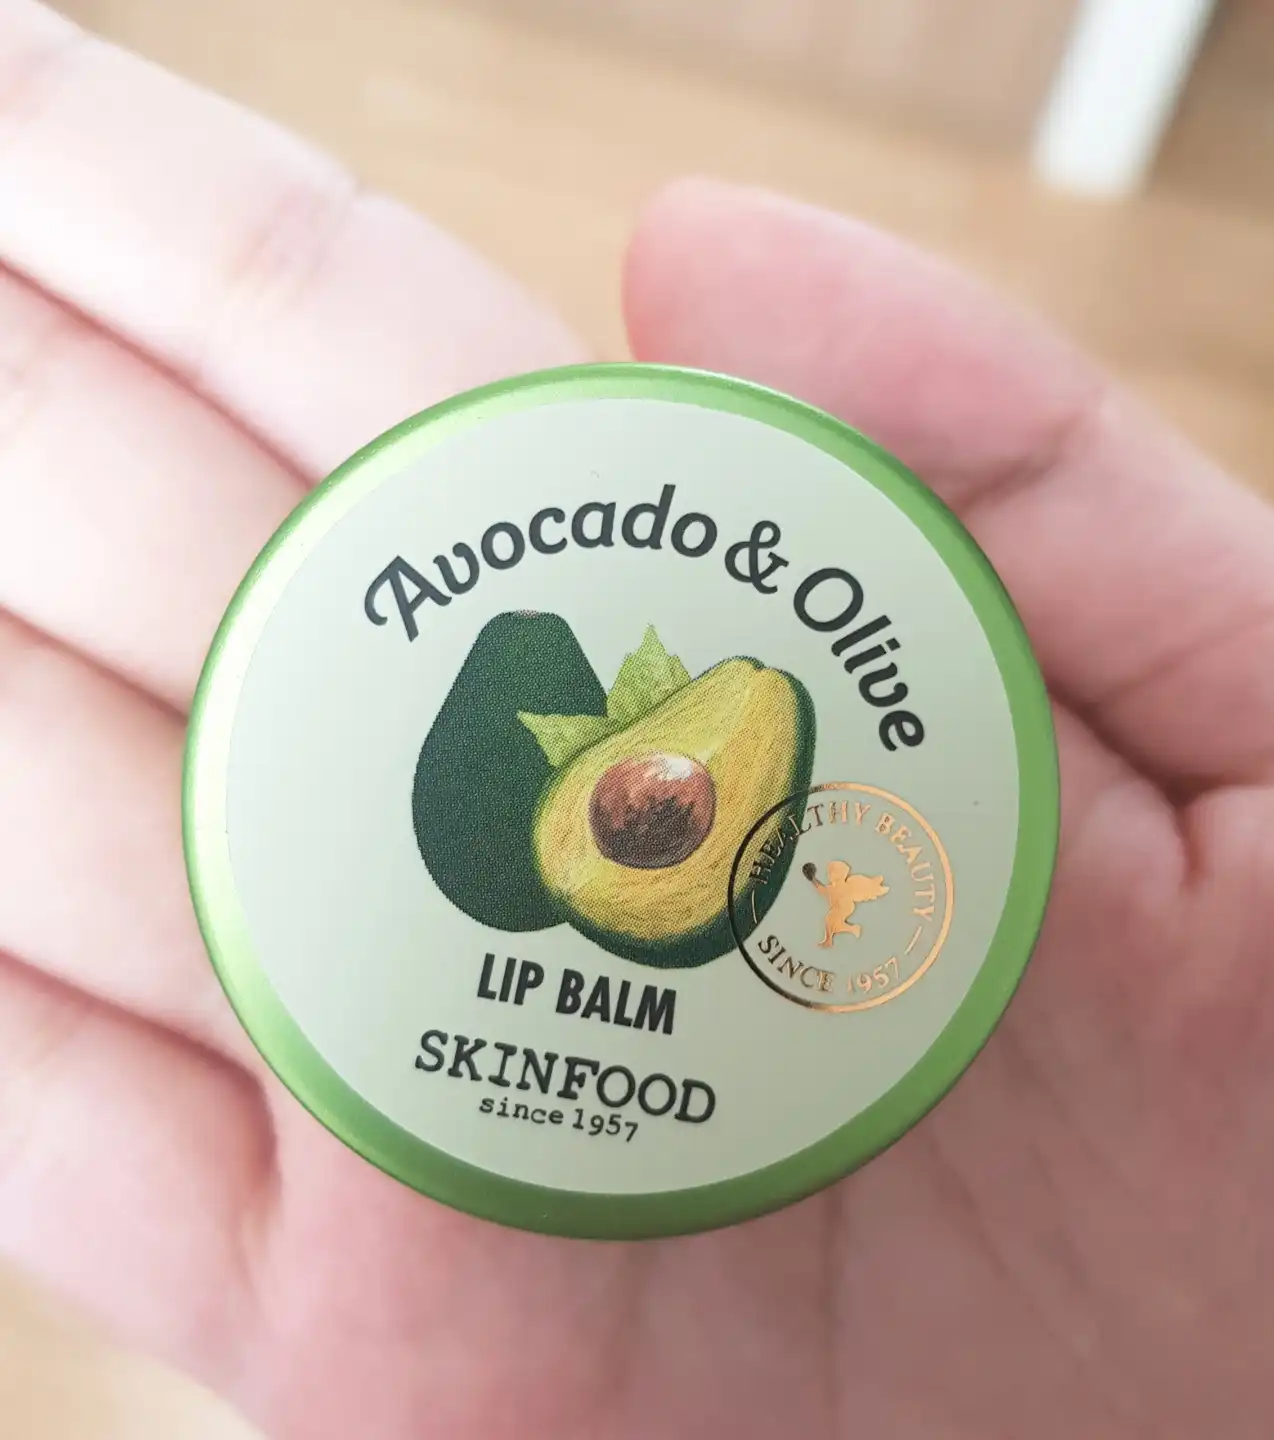 Avocado & Olive
HEALTHY BEAUTY
SINCE 1957
LIP BALM
SKINFOOD
since 1957